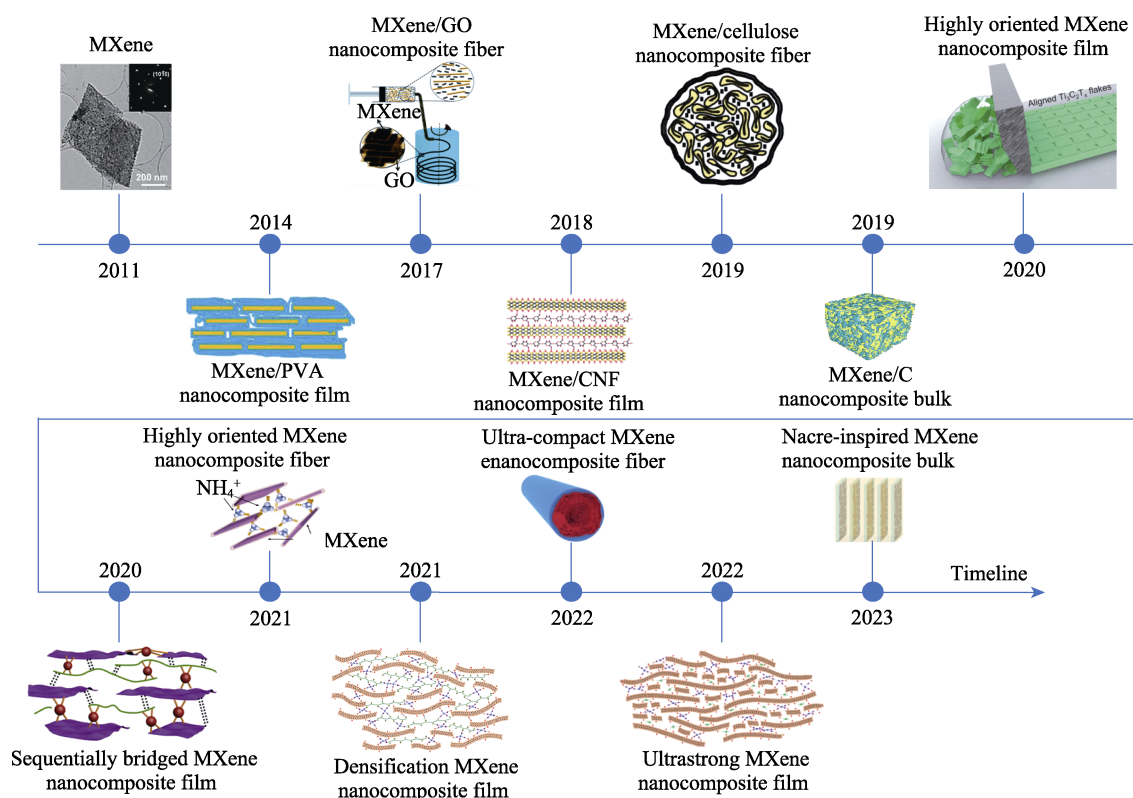 MXene
(10ī0)
200 nm
2011
2014
MXene/PVA
nanocomposite film
MXene/GO
nanocomposite fiber
MXene
GO
2017
2018
MXene/CNF
nanocomposite film
MXene/cellulose
nanocomposite fiber
2019
2019
MXene/C
nanocomposite bulk
Highly oriented MXene
nanocomposite film
Aligned Ti₃C₂Tₓ flakes
2020
2020
Sequentially bridged MXene
nanocomposite film
Highly oriented MXene
nanocomposite fiber
NH₄⁺
MXene
2021
2021
Densification MXene
nanocomposite film
Ultra-compact MXene
enanocomposite fiber
2022
2022
Ultrastrong MXene
nanocomposite film
Nacre-inspired MXene
nanocomposite bulk
2023
Timeline